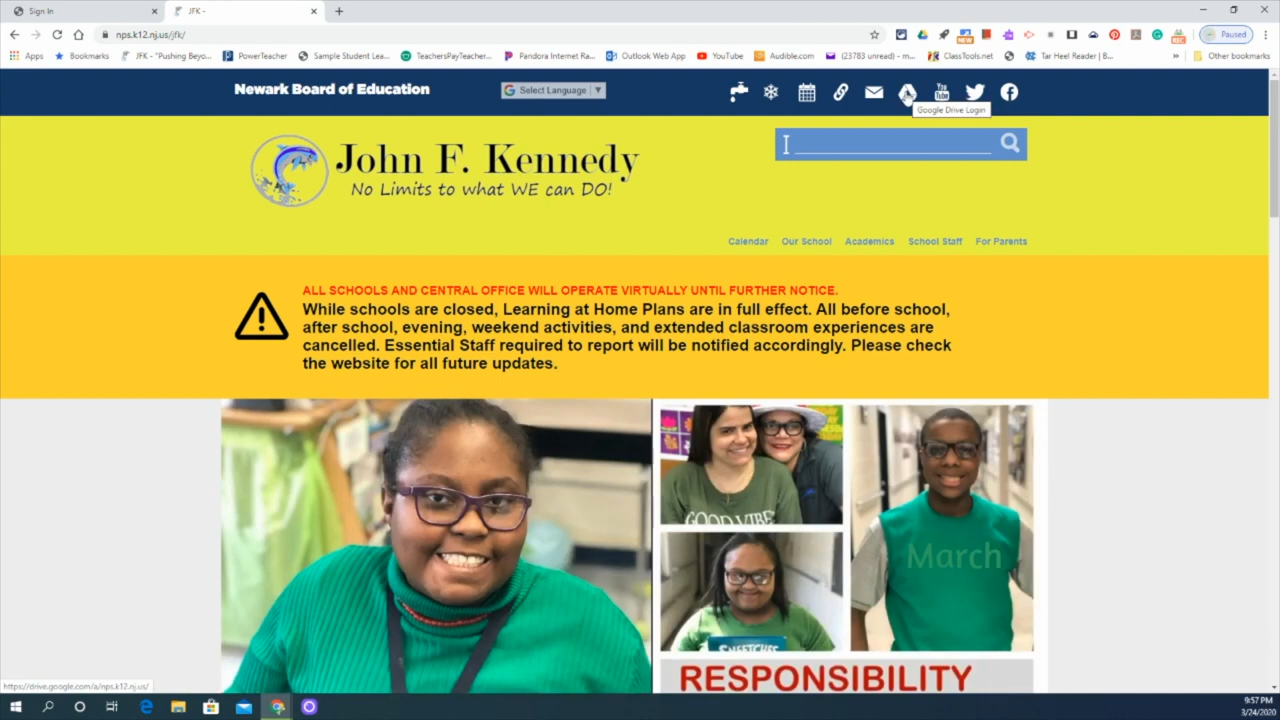 Sign In
JFK -
nps.k12.nj.us/jfk/
Paused
Apps
Bookmarks
JFK - "Pushing Beyo...
PowerTeacher
Sample Student Lea...
TeachersPayTeacher...
Pandora Internet Ra...
Outlook Web App
YouTube
Audible.com
(23783 unread) - m...
ClassTools.net
Tar Heel Reader | B...
»
Other bookmarks
Newark Board of Education
Select Language
You Tube
Google Drive Login
John F. Kennedy
No Limits to what WE can DO!
Calendar Our School Academics School Staff For Parents
ALL SCHOOLS AND CENTRAL OFFICE WILL OPERATE VIRTUALLY UNTIL FURTHER NOTICE.
While schools are closed, Learning at Home Plans are in full effect. All before school,
after school, evening, weekend activities, and extended classroom experiences are
cancelled. Essential Staff required to report will be notified accordingly. Please check
the website for all future updates.
GOOD VIBE
March
SNEETCHES
RESPONSIBILITY
https://drive.google.com/a/nps.k12.nj.us/
9:57 PM
3/24/2020